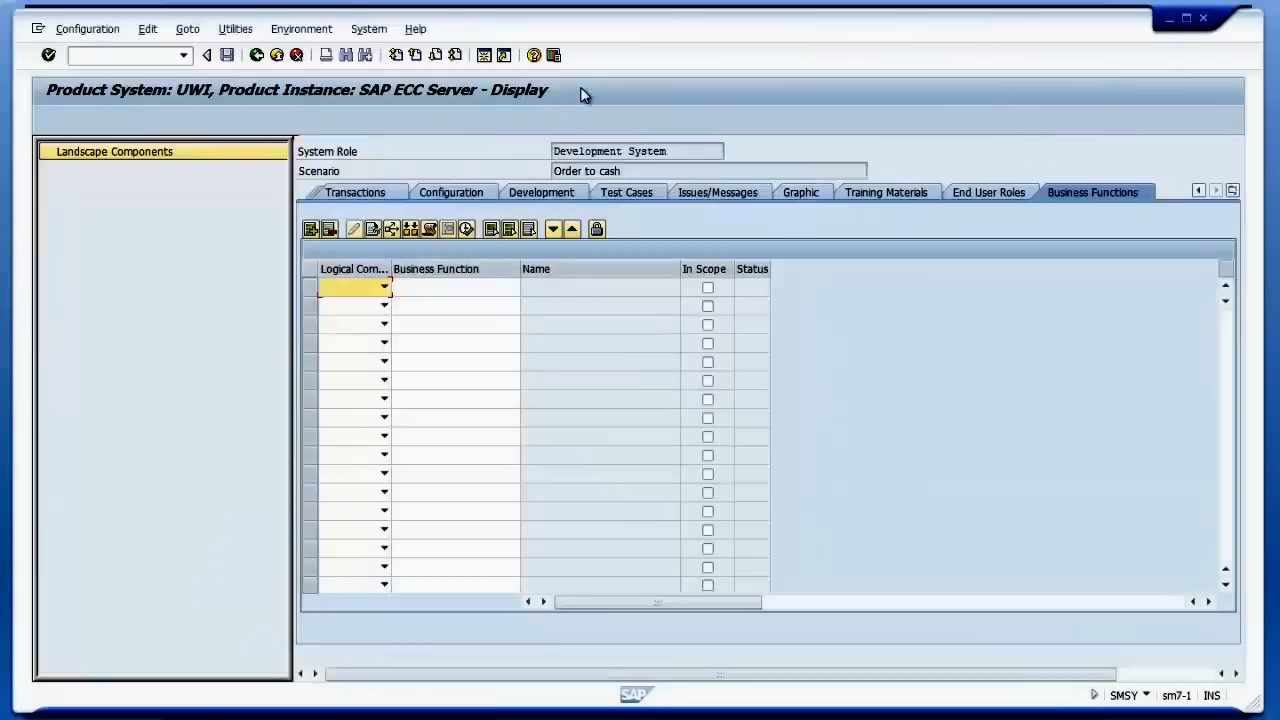 Configuration Edit Goto Utilities Environment System Help
Product System: UWI, Product Instance: SAP ECC Server - Display
Landscape Components
System Role Development System
Scenario Order to cash
Transactions Configuration Development Test Cases Issues/Messages Graphic Training Materials End User Roles Business Functions
Logical Com... Business Function Name In Scope Status
SAP SMSY sm7-1 INS